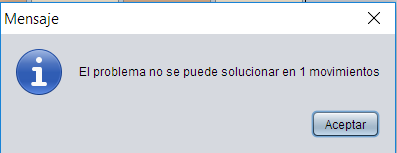 Mensaje
El problema no se puede solucionar en 1 movimientos
Aceptar